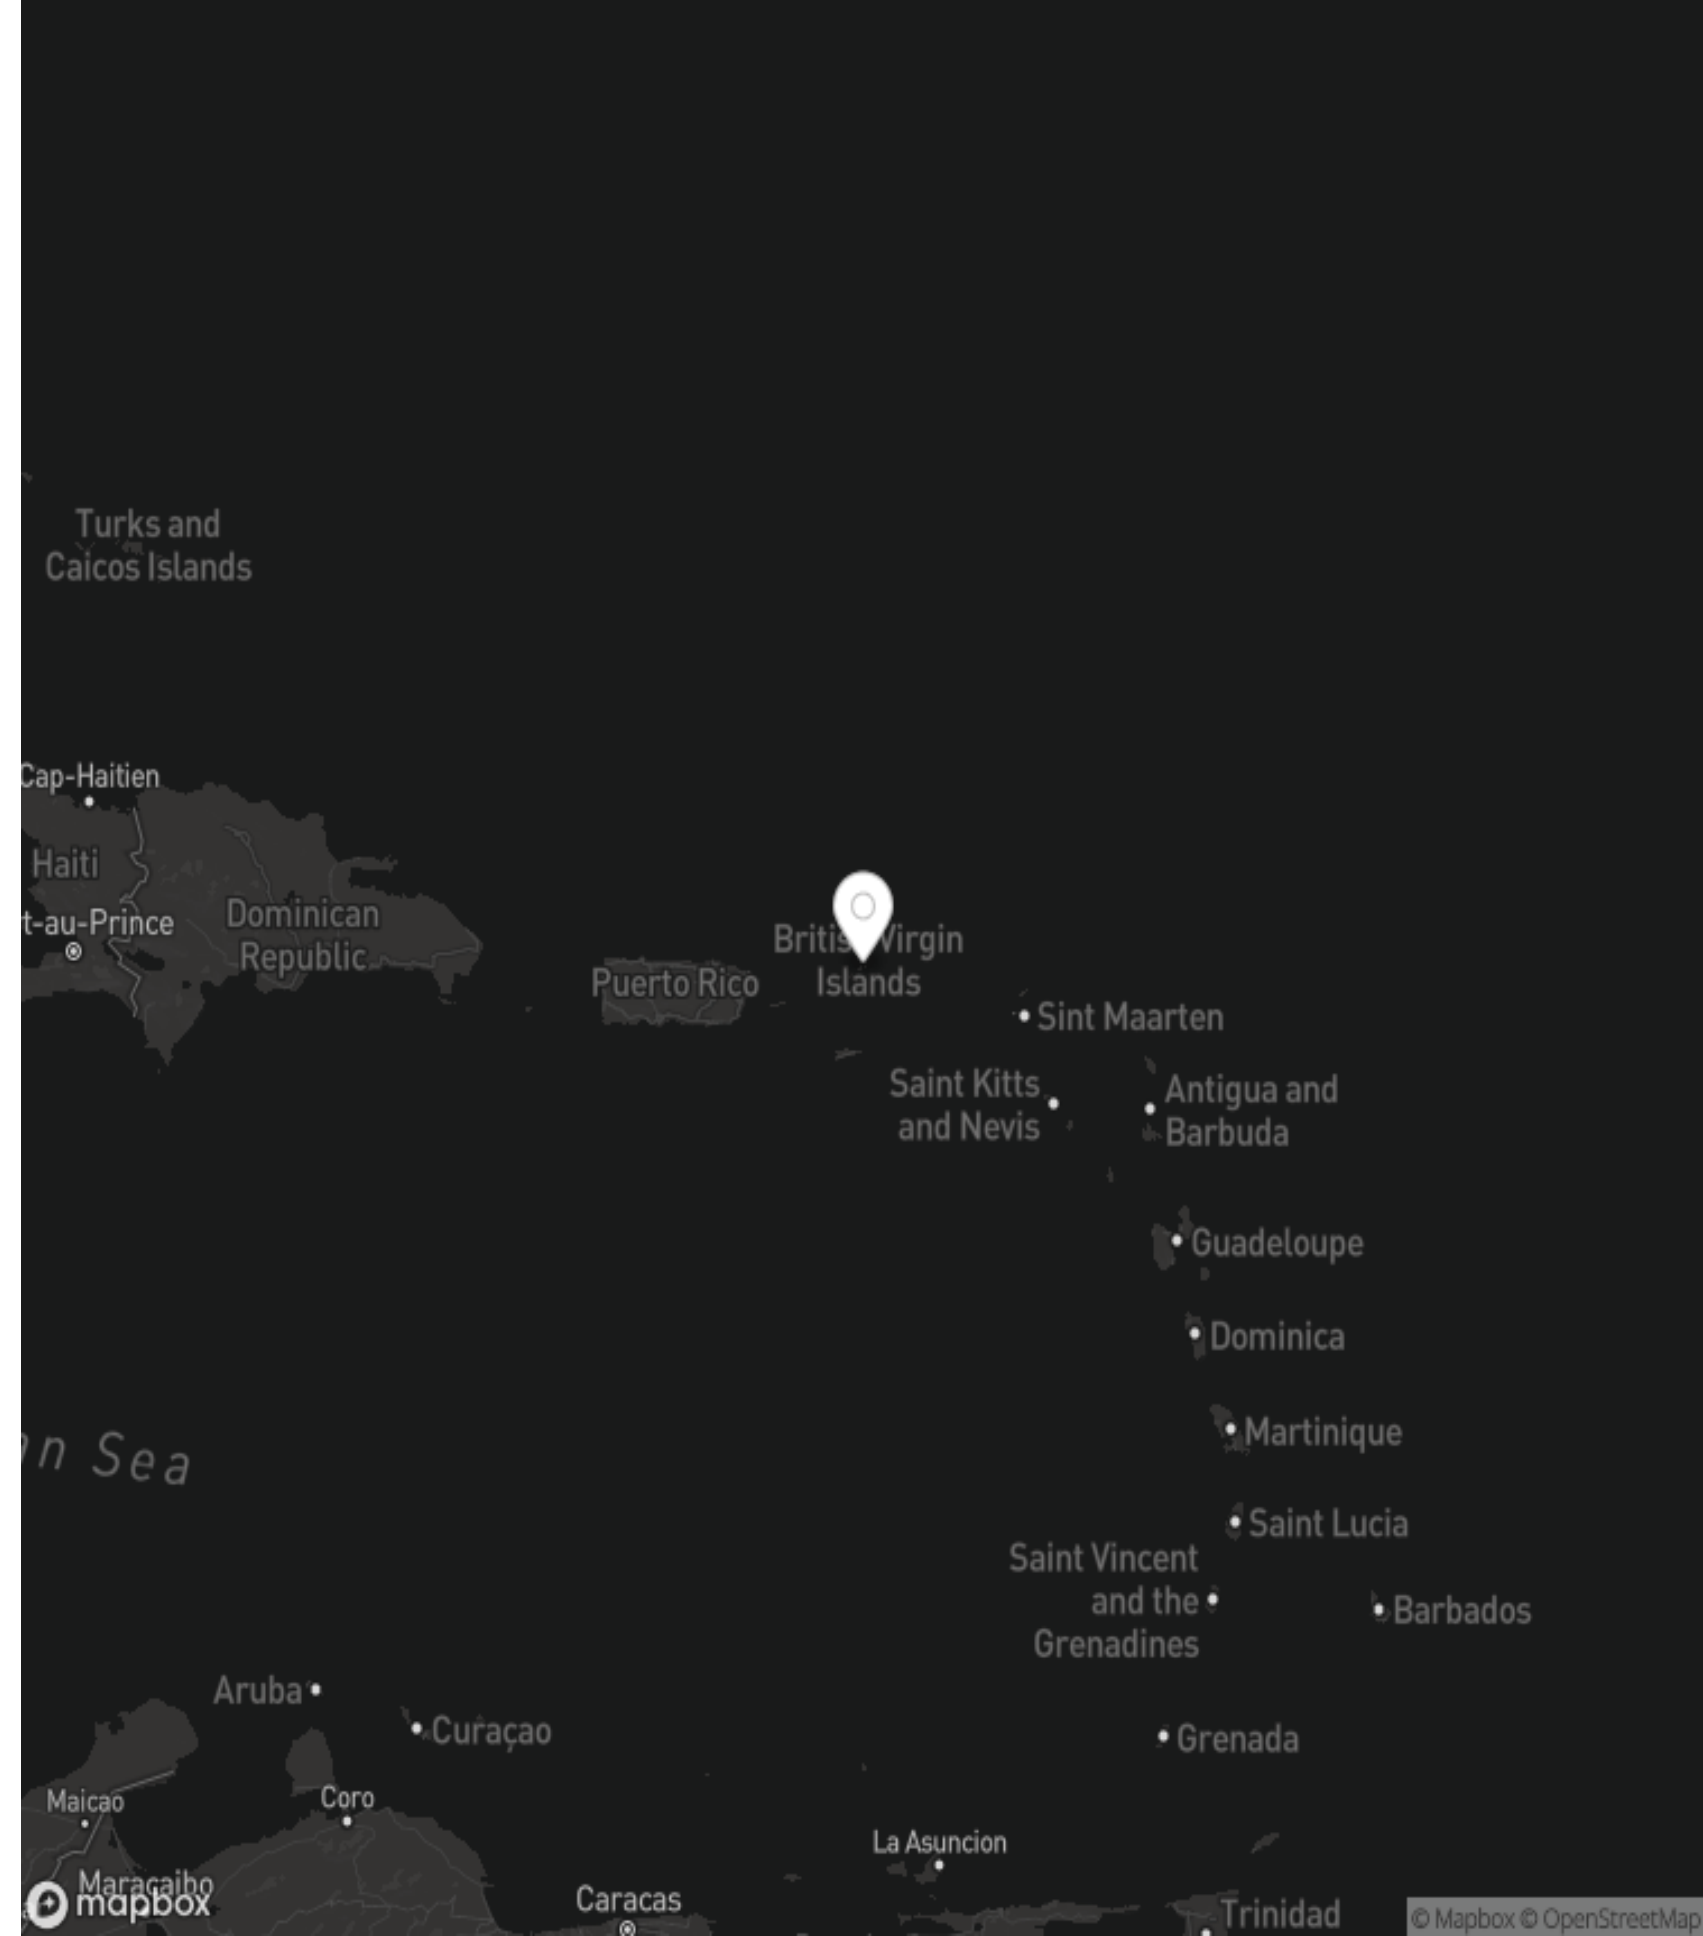 Turks and
Caicos Islands
Cap-Haitien
Haiti
t-au-Prince
Dominican
Republic
Puerto Rico
Virgin
Islands
Sint Maarten
Saint Kitts
and Nevis
Antigua and
Barbuda
Guadeloupe
Dominica
Martinique
n Sea
Saint Lucia
Saint Vincent
and the
Grenadines
Barbados
Aruba
Curaçao
Grenada
Maicao
Coro
La Asuncion
Maracaibo
mapbox
Caracas
Trinidad
© Mapbox © OpenStreetMap